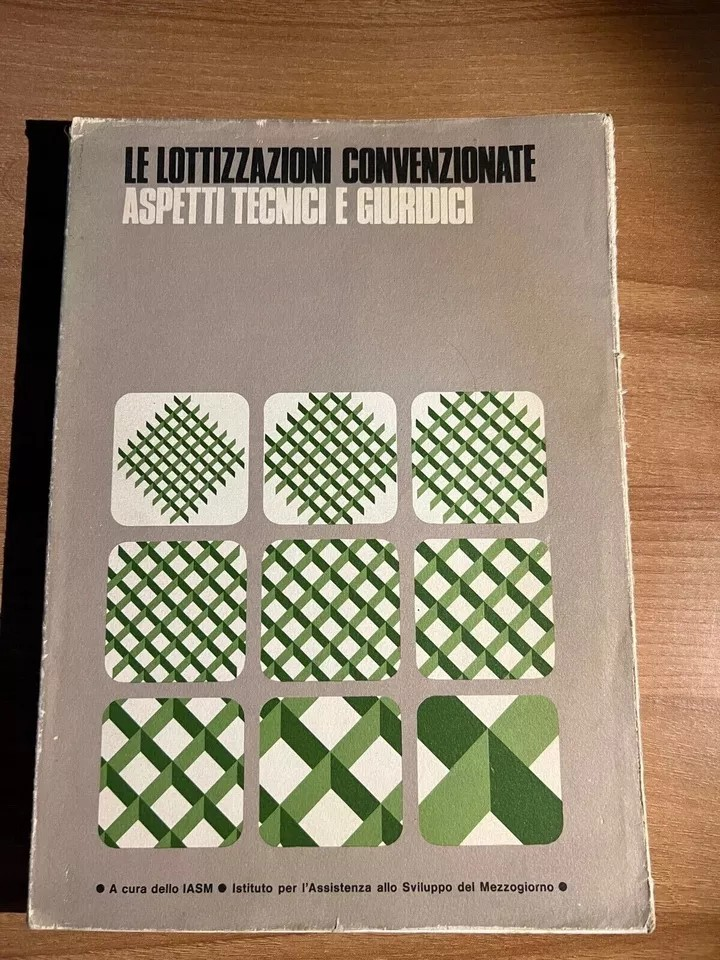 LE LOTTIZZAZIONI CONVENZIONATE
ASPETTI TECNICI E GIURIDICI
● A cura dello IASM ● Istituto per l'Assistenza allo Sviluppo del Mezzogiorno ●